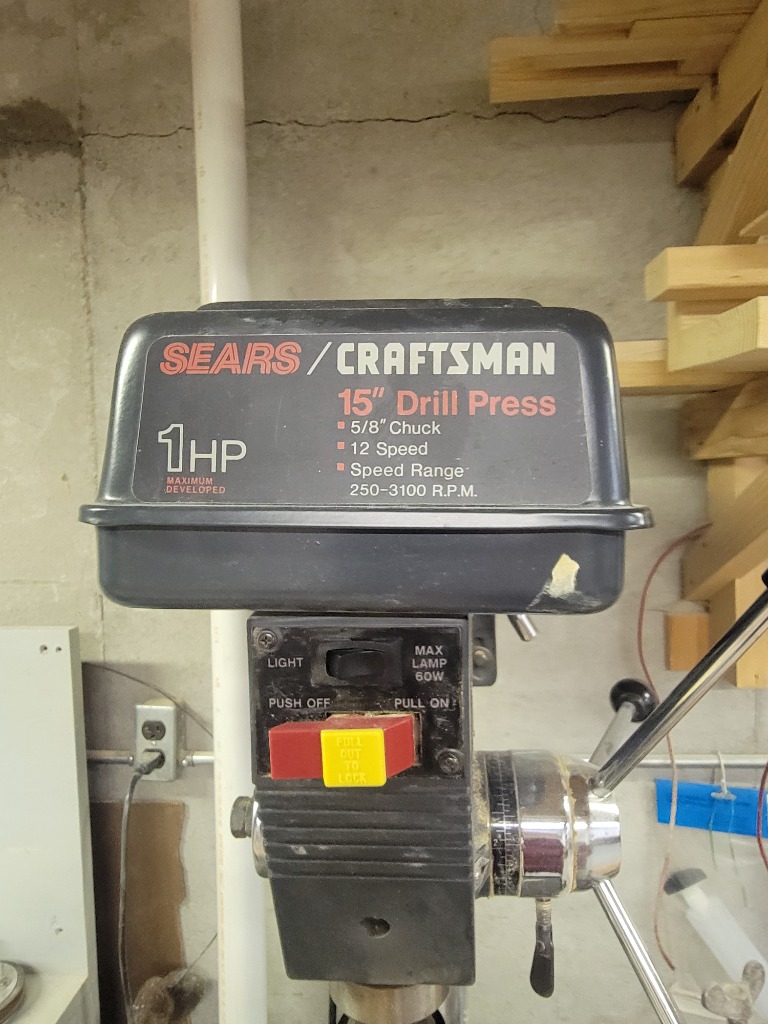 SEARS / CRAFTSMAN
15" Drill Press
5/8" Chuck
12 Speed
Speed Range
250-3100 R.P.M.
1HP
MAXIMUM
DEVELOPED
LIGHT
MAX
LAMP
60W
PUSH OFF
PULL ON
PULL
OUT
TO
LOCK